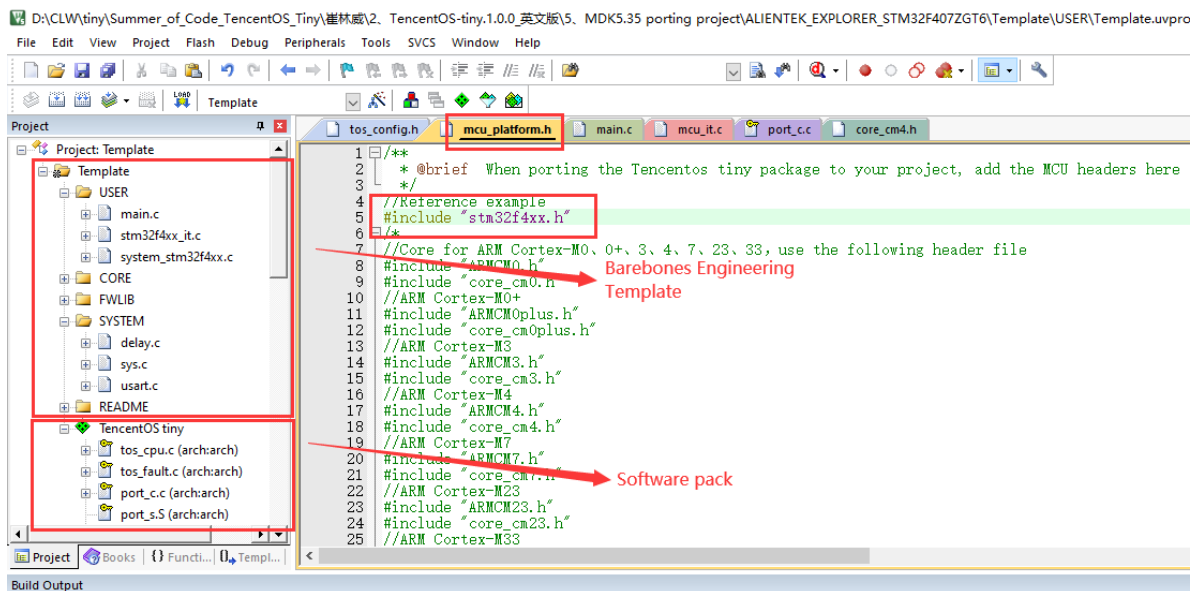 D:\CLW\tiny\Summer_of_Code_TencentOS_Tiny\崔林威\2、TencentOS-tiny.1.0.0_英文版\5、MDK5.35 porting project\ALIENTEK_EXPLORER_STM32F407ZGT6\Template\USER\Template.uvpro
File Edit View Project Flash Debug Peripherals Tools SVCS Window Help
LOAD
Template
Project
Project: Template
Template
USER
main.c
stm32f4xx_it.c
system_stm32f4xx.c
CORE
FWLIB
SYSTEM
delay.c
sys.c
usart.c
README
TencentOS tiny
tos_cpu.c (arch:arch)
tos_fault.c (arch:arch)
port_c.c (arch:arch)
port_s.S (arch:arch)
Project Books {} Functi... 0 Templ...
tos_config.h mcu_platform.h main.c mcu_it.c port_c.c core_cm4.h
1 /**
2 * @brief When porting the Tencentos tiny package to your project, add the MCU headers here
3 */
4 //Reference example
5 #include "stm32f4xx.h"
6 /*
7 //Core for ARM Cortex-M0、0+、3、4、7、23、33, use the following header file
8 #include "ARMCM0.h"
9 #include "core_cm0.h"
10 //ARM Cortex-M0+
11 #include "ARMCM0plus.h"
12 #include "core_cm0plus.h"
13 //ARM Cortex-M3
14 #include "ARMCM3.h"
15 #include "core_cm3.h"
16 //ARM Cortex-M4
17 #include "ARMCM4.h"
18 #include "core_cm4.h"
19 //ARM Cortex-M7
20 #include "ARMCM7.h"
21 #include "core_cm7.h"
22 //ARM Cortex-M23
23 #include "ARMCM23.h"
24 #include "core_cm23.h"
25 //ARM Cortex-M33
Barebones Engineering
Template
Software pack
Build Output